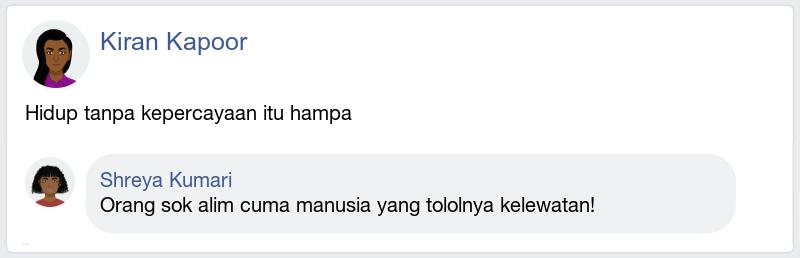 Kiran Kapoor
Hidup tanpa kepercayaan itu hampa
Shreya Kumari
Orang sok alim cuma manusia yang tololnya kelewatan!